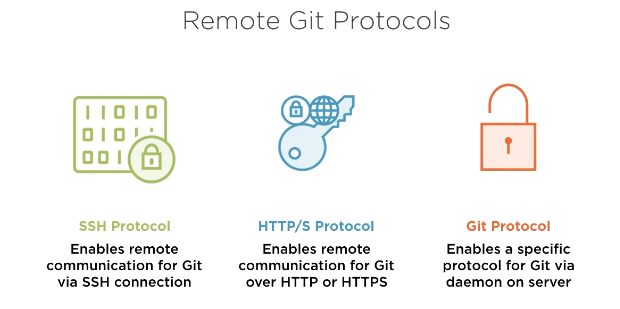 Remote Git Protocols
SSH Protocol
Enables remote
communication for Git
via SSH connection
HTTP/S Protocol
Enables remote
communication for Git
over HTTP or HTTPS
Git Protocol
Enables a specific
protocol for Git via
daemon on server